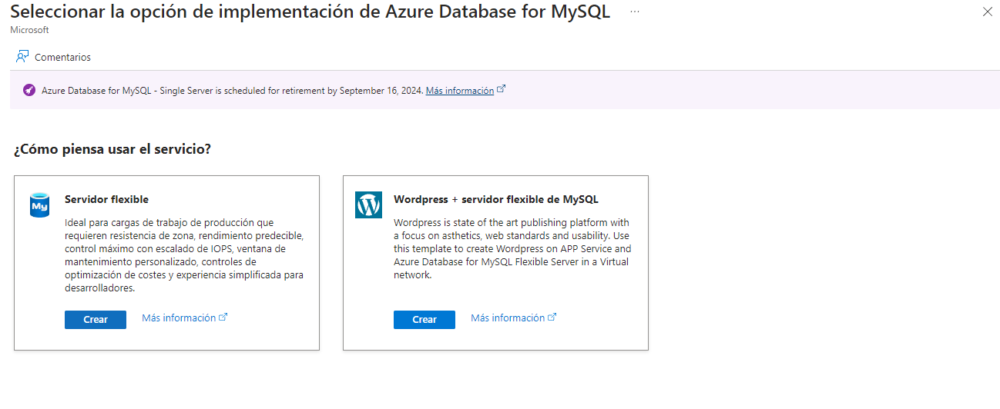 Seleccionar la opción de implementación de Azure Database for MySQL ...
Microsoft
Comentarios
Azure Database for MySQL - Single Server is scheduled for retirement by September 16, 2024. Más información
¿Cómo piensa usar el servicio?
My
Servidor flexible
Ideal para cargas de trabajo de producción que
requieren resistencia de zona, rendimiento predecible,
control máximo con escalado de IOPS, ventana de
mantenimiento personalizado, controles de
optimización de costes y experiencia simplificada para
desarrolladores.
Crear
Más información
Wordpress + servidor flexible de MySQL
Wordpress is state of the art publishing platform with
a focus on asthetics, web standards and usability. Use
this template to create Wordpress on APP Service and
Azure Database for MySQL Flexible Server in a Virtual
network.
Crear
Más información